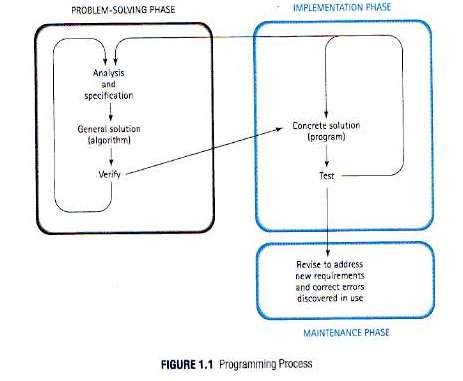 PROBLEM-SOLVING PHASE
Analysis
and
specification
General solution
(algorithm)
Verify
IMPLEMENTATION PHASE
Concrete solution
(program)
Test
Revise to address
new requirements
and correct errors
discovered in use
MAINTENANCE PHASE
FIGURE 1.1 Programming Process